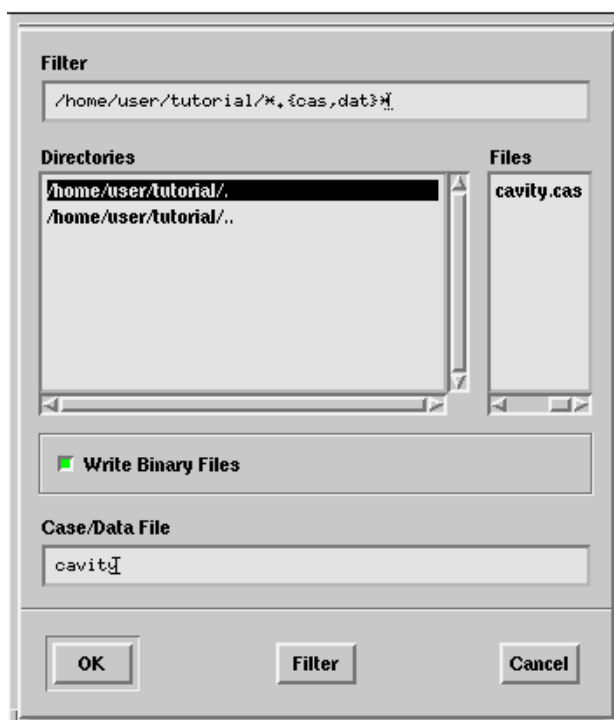 Filter
/home/user/tutorial/*.{cas,dat}*
Directories
Files
/home/user/tutorial/.
/home/user/tutorial/..
cavity.cas
Write Binary Files
Case/Data File
cavity
OK
Filter
Cancel